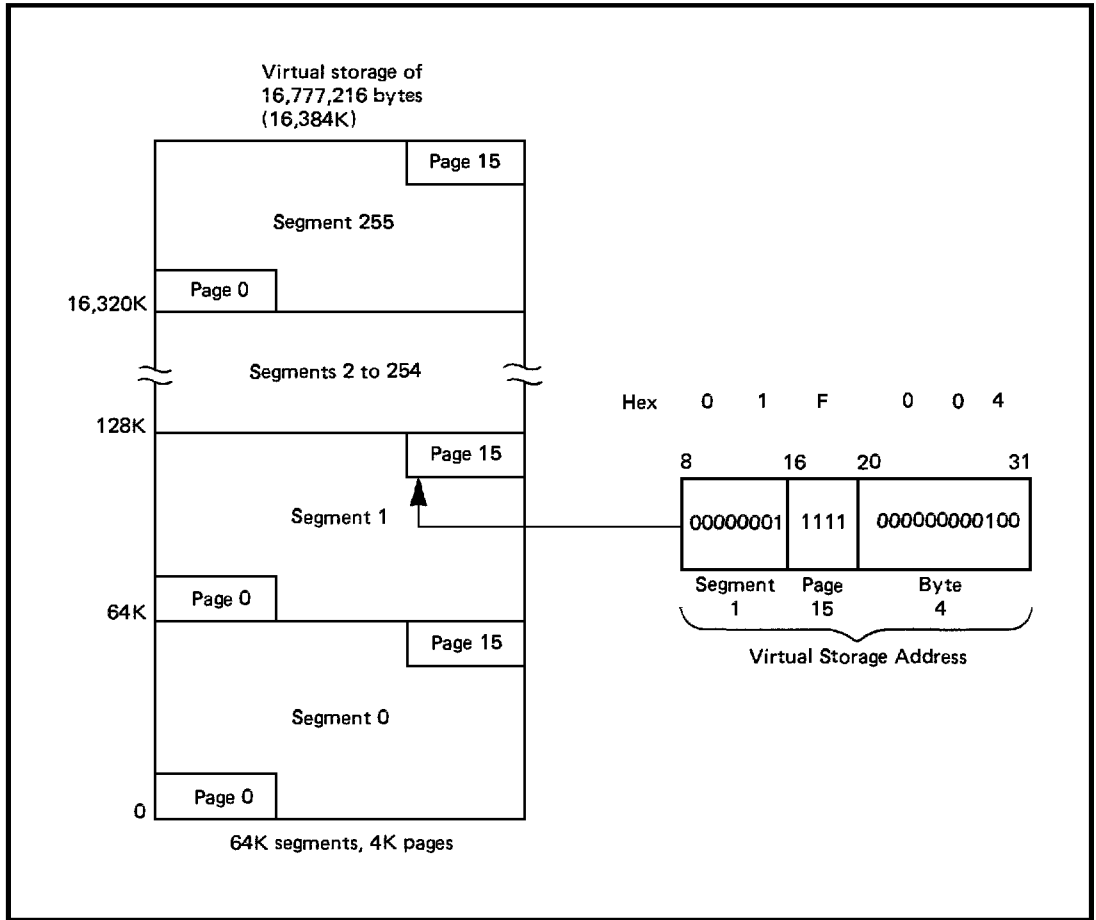 Virtual storage of
16,777,216 bytes
(16,384K)
Page 15
Segment 255
Page 0
16,320K
Segments 2 to 254
128K
Page 15
Segment 1
Page 0
64K
Page 15
Segment 0
Page 0
0
64K segments, 4K pages
Hex 0 1 F 0 0 4
8 16 20 31
00000001 1111 000000000100
Segment Page Byte
1 15 4
Virtual Storage Address